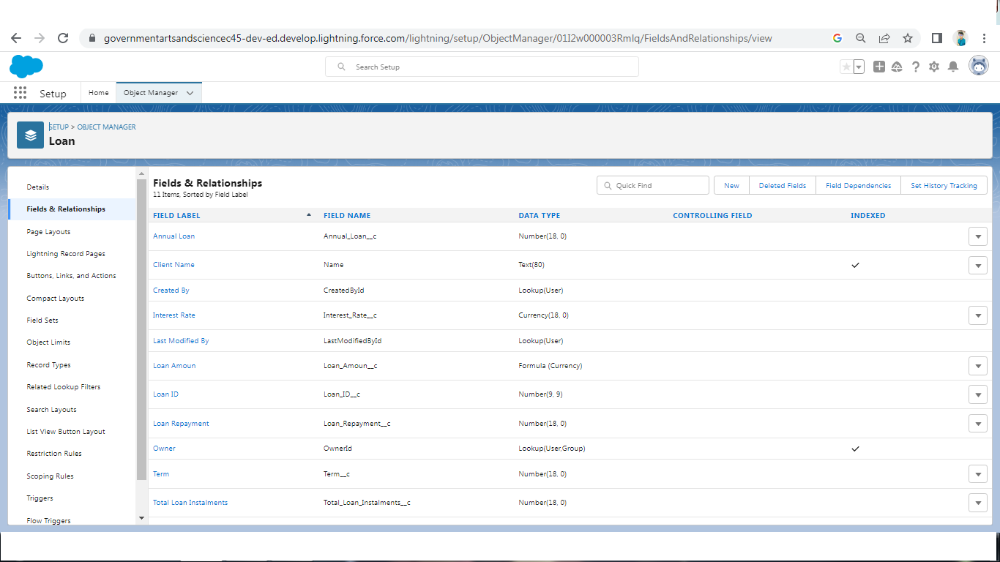 governmentartsandsciencec45-dev-ed.develop.lightning.force.com/lightning/setup/ObjectManager/01I2w000003Rmlq/FieldsAndRelationships/view
Search Setup
Setup Home Object Manager
SETUP > OBJECT MANAGER
Loan
Details
Fields & Relationships
Page Layouts
Lightning Record Pages
Buttons, Links, and Actions
Compact Layouts
Field Sets
Object Limits
Record Types
Related Lookup Filters
Search Layouts
List View Button Layout
Restriction Rules
Scoping Rules
Triggers
Flow Triggers
Fields & Relationships
11 Items, Sorted by Field Label
Quick Find New Deleted Fields Field Dependencies Set History Tracking
FIELD LABEL FIELD NAME DATA TYPE CONTROLLING FIELD INDEXED
Annual Loan Annual_Loan__c Number(18, 0)
Client Name Name Text(80)
Created By CreatedById Lookup(User)
Interest Rate Interest_Rate__c Currency(18, 0)
Last Modified By LastModifiedById Lookup(User)
Loan Amoun Loan_Amoun__c Formula (Currency)
Loan ID Loan_ID__c Number(9, 9)
Loan Repayment Loan_Repayment__c Number(18, 0)
Owner OwnerId Lookup(User,Group)
Term Term__c Number(18, 0)
Total Loan Instalments Total_Loan_Instalments__c Number(18, 0)